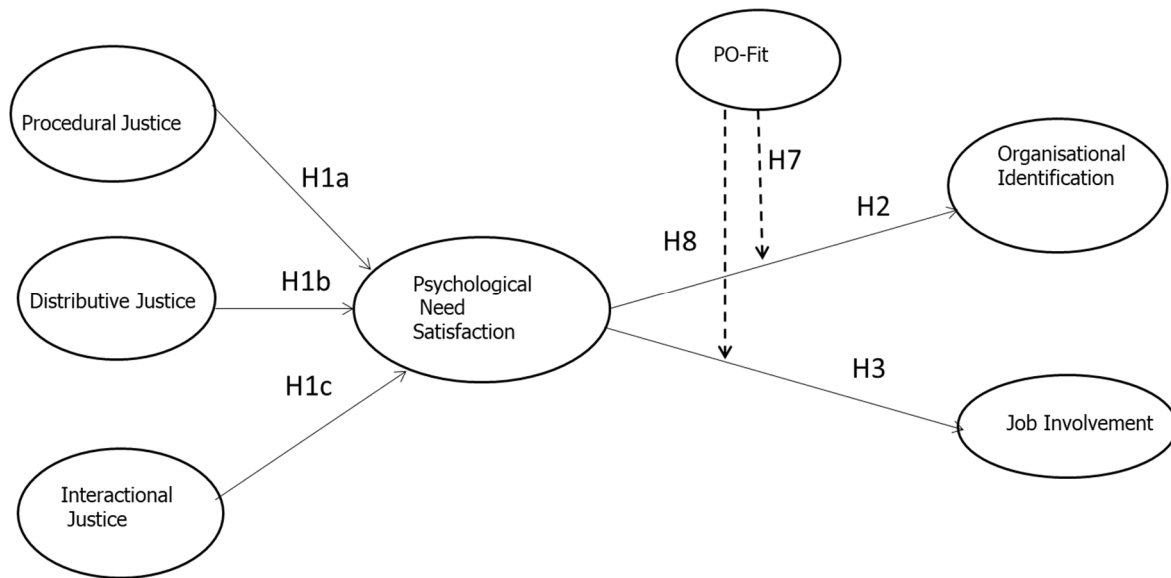 PO-Fit
Procedural Justice
H1a
H7
Organisational
Identification
H2
H8
Distributive Justice
H1b
Psychological
Need
Satisfaction
H1c
H3
Job Involvement
Interactional
Justice